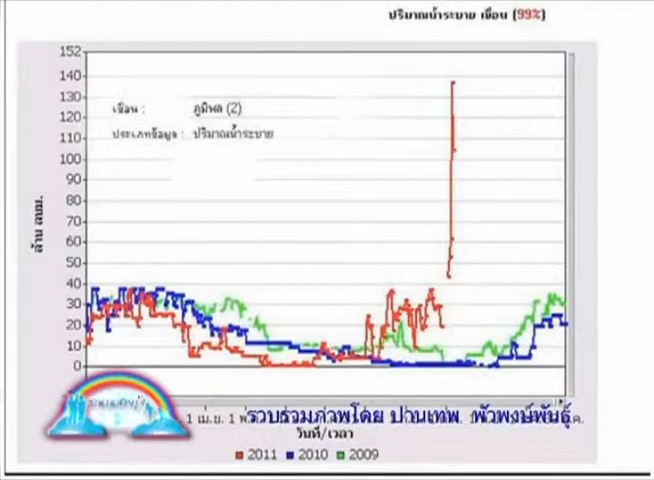 ปริมาณน้ำระบาย เขื่อน (99%)
152
140
130
เขื่อน : ภูมิพล (2)
120
ประเภทข้อมูล : ปริมาณน้ำระบาย
110
100
90
80
70
ล้าน ลบม.
60
50
40
30
20
10
0
1 เม.ย. 1
รวบรวมภาพโดย ปานเทพ พัวพงษ์พันธุ์
วันที่/เวลา
2011 2010 2009